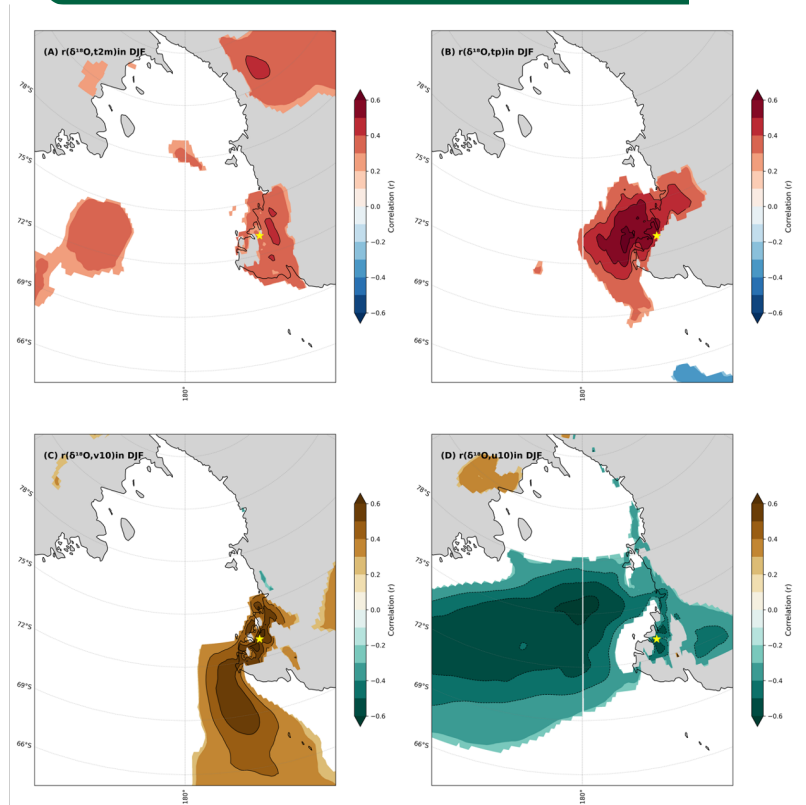 (A) r(δ¹⁸O,t2m)in DJF
78°S
75°S
72°S
69°S
66°S
180°
0.6
0.4
0.2
0.0
−0.2
−0.4
−0.6
Correlation (r)
(B) r(δ¹⁸O,tp)in DJF
78°S
75°S
72°S
69°S
66°S
180°
0.6
0.4
0.2
0.0
−0.2
−0.4
−0.6
Correlation (r)
(C) r(δ¹⁸O,v10)in DJF
78°S
75°S
72°S
69°S
66°S
180°
0.6
0.4
0.2
0.0
−0.2
−0.4
−0.6
Correlation (r)
(D) r(δ¹⁸O,u10)in DJF
78°S
75°S
72°S
69°S
66°S
180°
0.6
0.4
0.2
0.0
−0.2
−0.4
−0.6
Correlation (r)